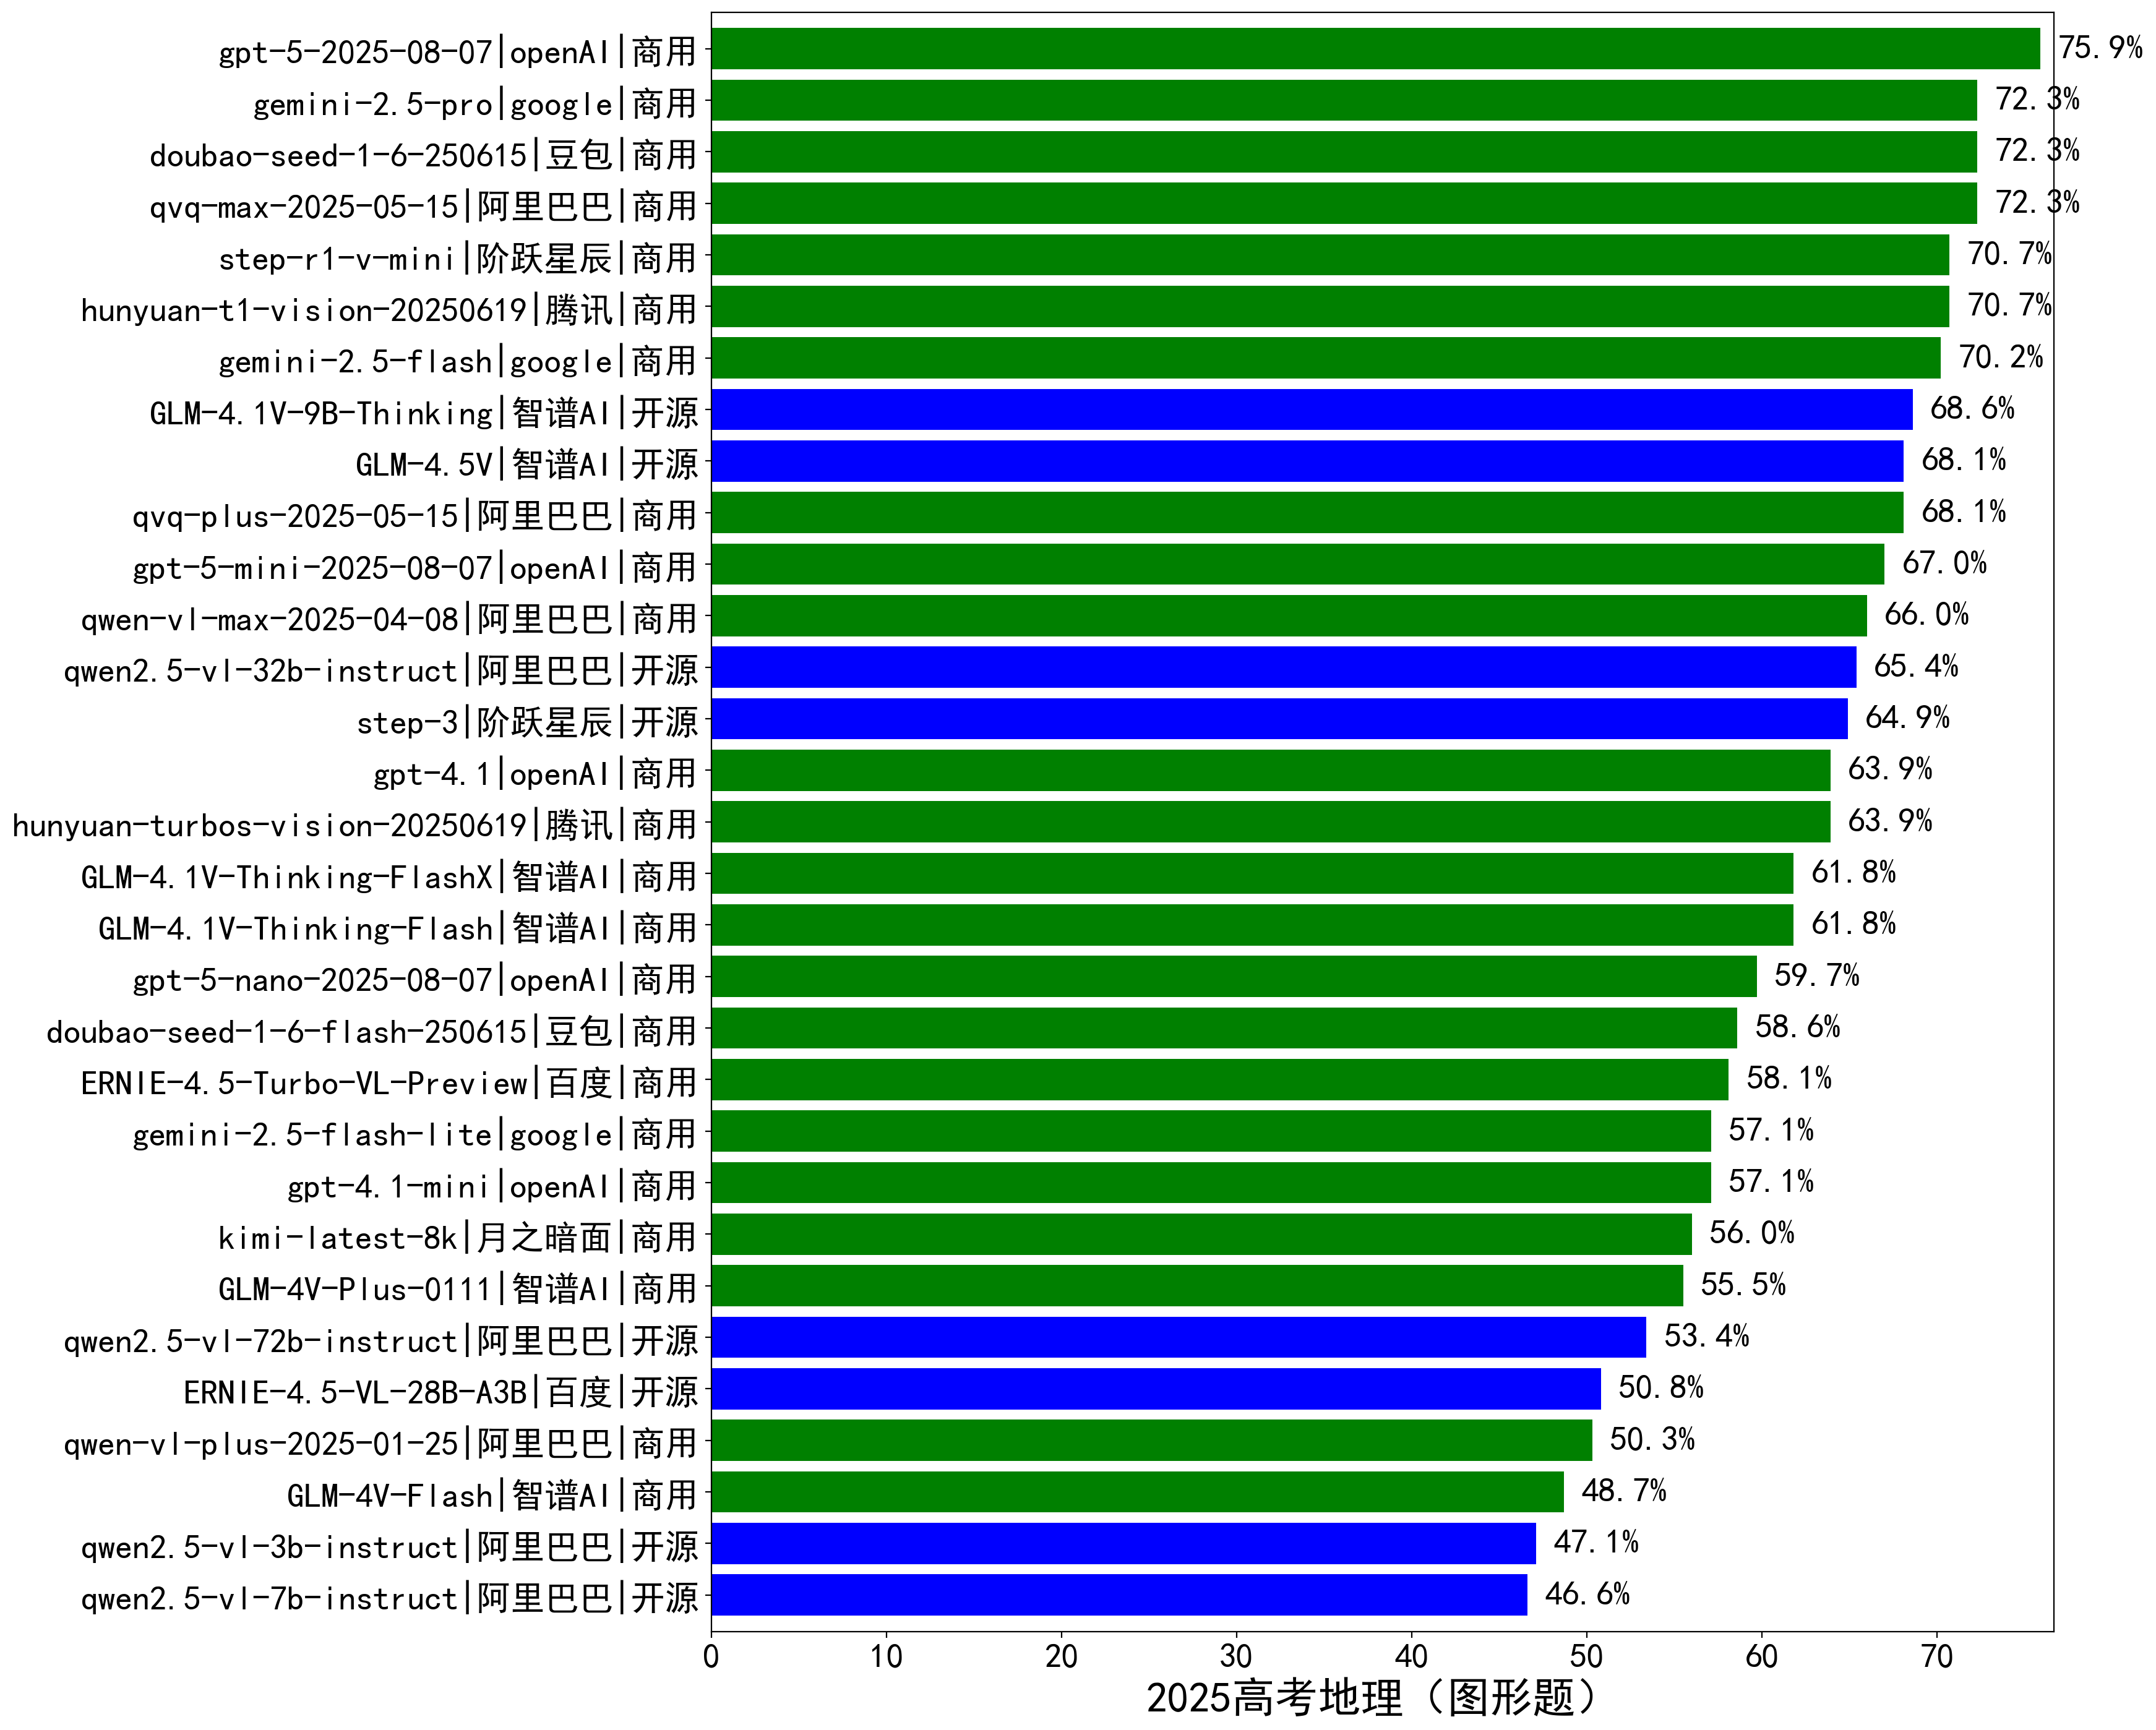 gpt-5-2025-08-07|openAI|商用 75.9%
gemini-2.5-pro|google|商用 72.3%
doubao-seed-1-6-250615|豆包|商用 72.3%
qvq-max-2025-05-15|阿里巴巴|商用 72.3%
step-r1-v-mini|阶跃星辰|商用 70.7%
hunyuan-t1-vision-20250619|腾讯|商用 70.7%
gemini-2.5-flash|google|商用 70.2%
GLM-4.1V-9B-Thinking|智谱AI|开源 68.6%
GLM-4.5V|智谱AI|开源 68.1%
qvq-plus-2025-05-15|阿里巴巴|商用 68.1%
gpt-5-mini-2025-08-07|openAI|商用 67.0%
qwen-vl-max-2025-04-08|阿里巴巴|商用 66.0%
qwen2.5-vl-32b-instruct|阿里巴巴|开源 65.4%
step-3|阶跃星辰|开源 64.9%
gpt-4.1|openAI|商用 63.9%
hunyuan-turbos-vision-20250619|腾讯|商用 63.9%
GLM-4.1V-Thinking-FlashX|智谱AI|商用 61.8%
GLM-4.1V-Thinking-Flash|智谱AI|商用 61.8%
gpt-5-nano-2025-08-07|openAI|商用 59.7%
doubao-seed-1-6-flash-250615|豆包|商用 58.6%
ERNIE-4.5-Turbo-VL-Preview|百度|商用 58.1%
gemini-2.5-flash-lite|google|商用 57.1%
gpt-4.1-mini|openAI|商用 57.1%
kimi-latest-8k|月之暗面|商用 56.0%
GLM-4V-Plus-0111|智谱AI|商用 55.5%
qwen2.5-vl-72b-instruct|阿里巴巴|开源 53.4%
ERNIE-4.5-VL-28B-A3B|百度|开源 50.8%
qwen-vl-plus-2025-01-25|阿里巴巴|商用 50.3%
GLM-4V-Flash|智谱AI|商用 48.7%
qwen2.5-vl-3b-instruct|阿里巴巴|开源 47.1%
qwen2.5-vl-7b-instruct|阿里巴巴|开源 46.6%
0 10 20 30 40 50 60 70
2025高考地理（图形题）